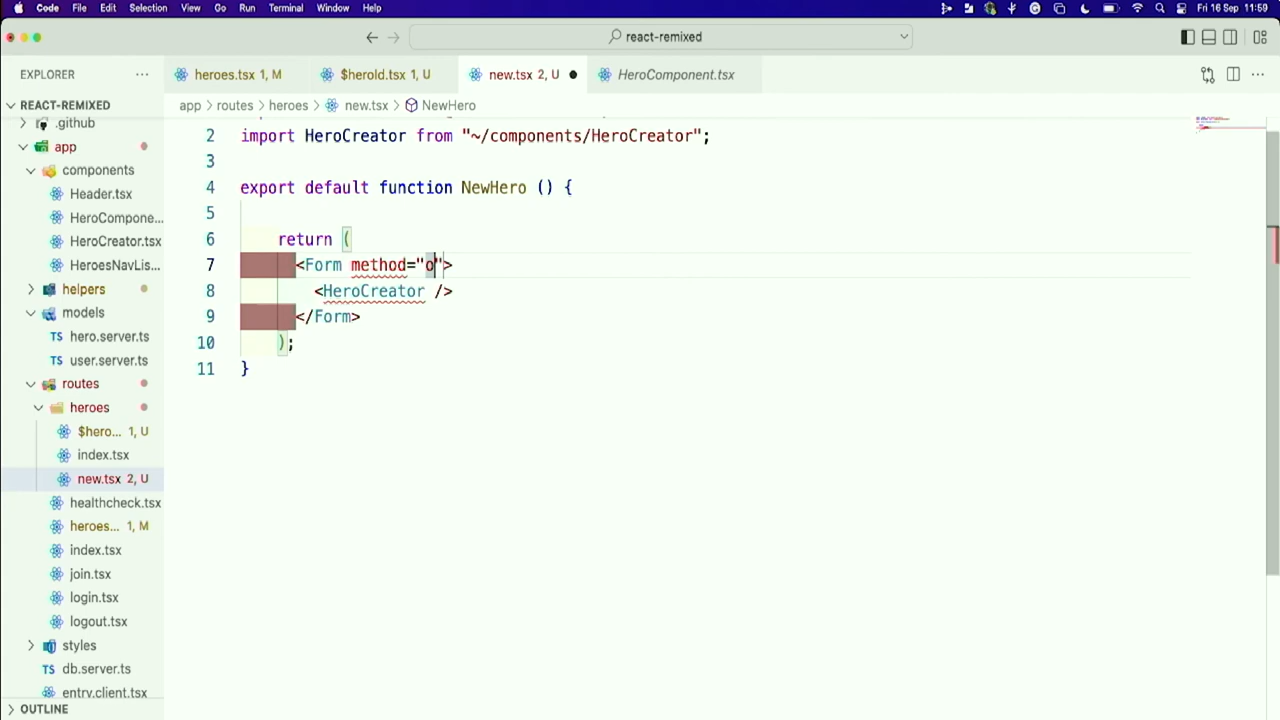 Code File Edit Selection View Go Run Terminal Window Help Fri 16 Sep 11:59
react-remixed
EXPLORER
heroes.tsx 1, M
$heroId.tsx 1, U
new.tsx 2, U
HeroComponent.tsx
REACT-REMIXED
app > routes > heroes > new.tsx > NewHero
.github
app
components
Header.tsx
HeroCompone...
HeroCreator.tsx
HeroesNavLis...
helpers
models
TS hero.server.ts
TS user.server.ts
routes
heroes
$hero... 1, U
index.tsx
new.tsx 2, U
healthcheck.tsx
heroes... 1, M
index.tsx
join.tsx
login.tsx
logout.tsx
styles
TS db.server.ts
entry.client.tsx
OUTLINE
2 import HeroCreator from "~/components/HeroCreator";
3
4 export default function NewHero () {
5
6 return (
7 <Form method="o">
8 <HeroCreator />
9 </Form>
10 );
11 }